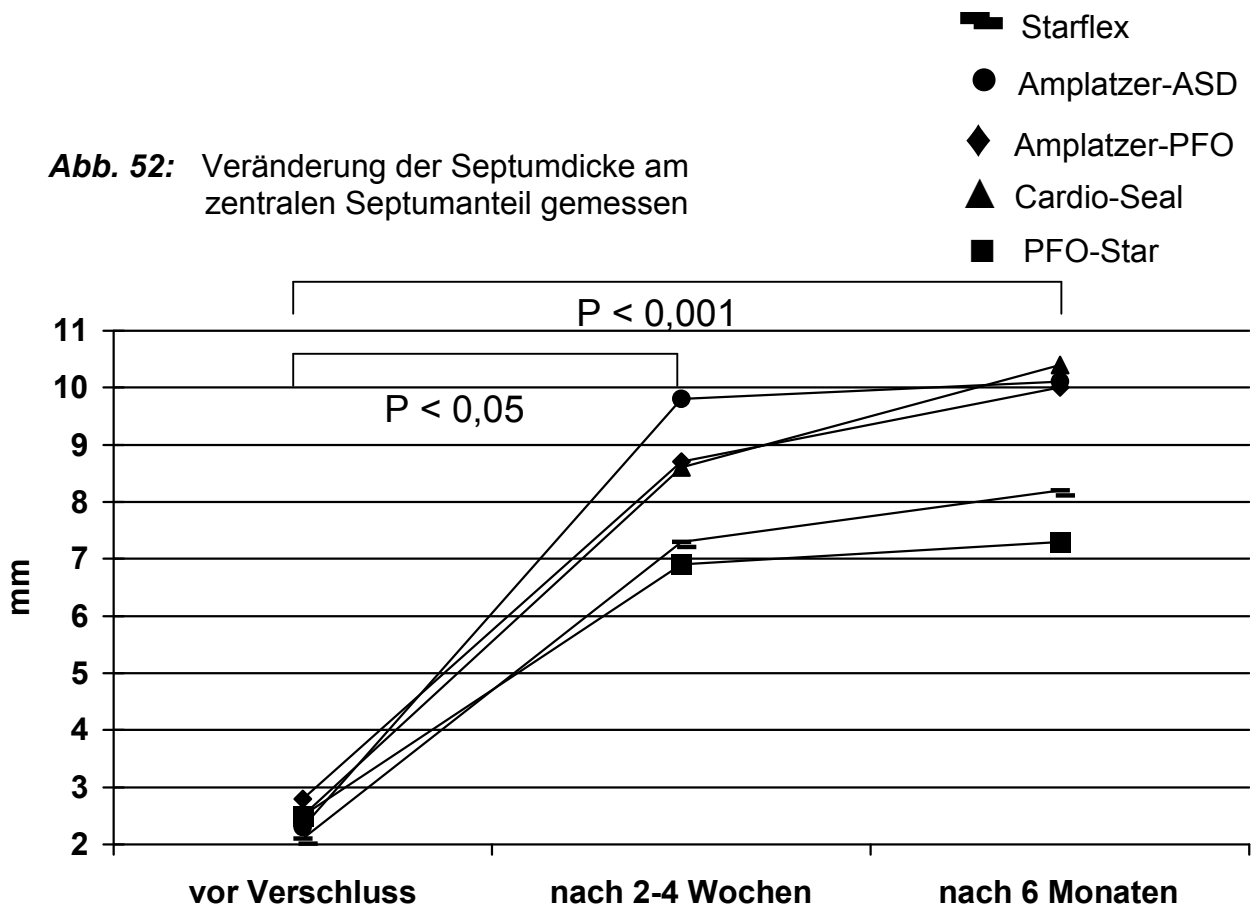 Starflex
Amplatzer-ASD
Amplatzer-PFO
Cardio-Seal
PFO-Star
Abb. 52: Veränderung der Septumdicke am
zentralen Septumanteil gemessen
P < 0,001
P < 0,05
11
10
9
8
7
6
5
4
3
2
mm
vor Verschluss
nach 2-4 Wochen
nach 6 Monaten